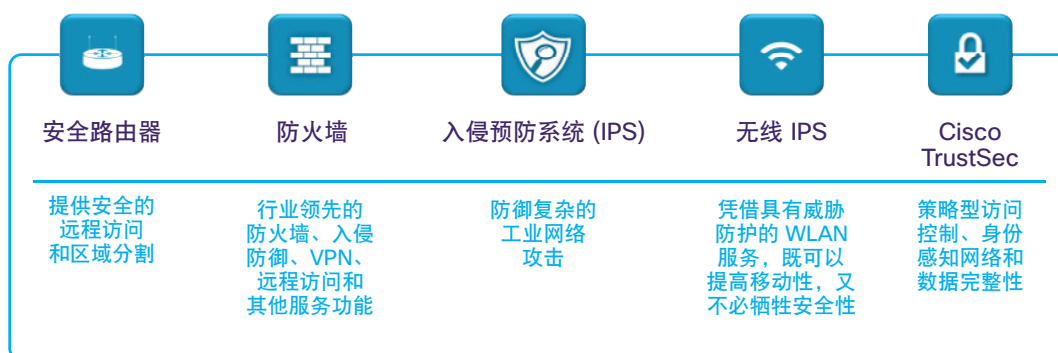 安全路由器
防火墙
入侵预防系统 (IPS)
无线 IPS
Cisco
TrustSec
提供安全的
远程访问
和区域分割
行业领先的
防火墙、入侵
防御、VPN、
远程访问和
其他服务功能
防御复杂的
工业网络
攻击
凭借具有威胁
防护的 WLAN
服务，既可以
提高移动性，又
不必牺牲安全性
策略型访问
控制、身份
感知网络和
数据完整性